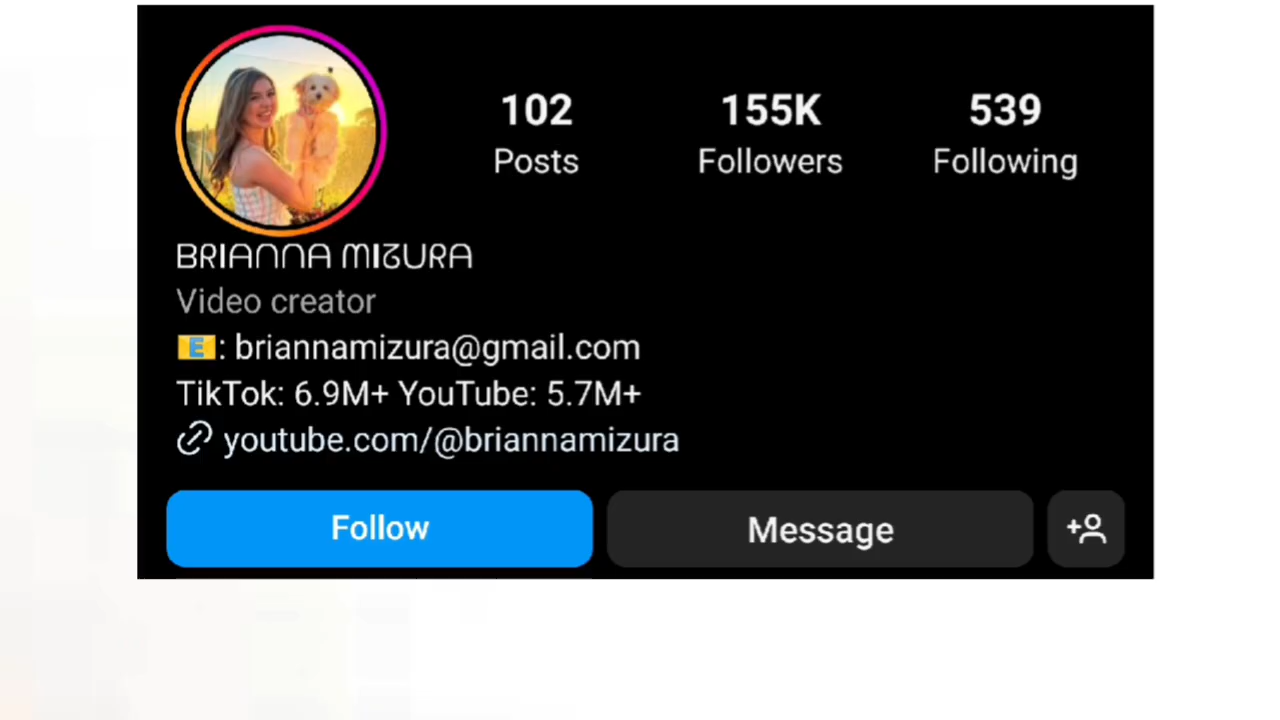 102 155K 539
Posts Followers Following
BRIANNA MIZURA
Video creator
📧: briannamizura@gmail.com
TikTok: 6.9M+ YouTube: 5.7M+
youtube.com/@briannamizura
Follow Message